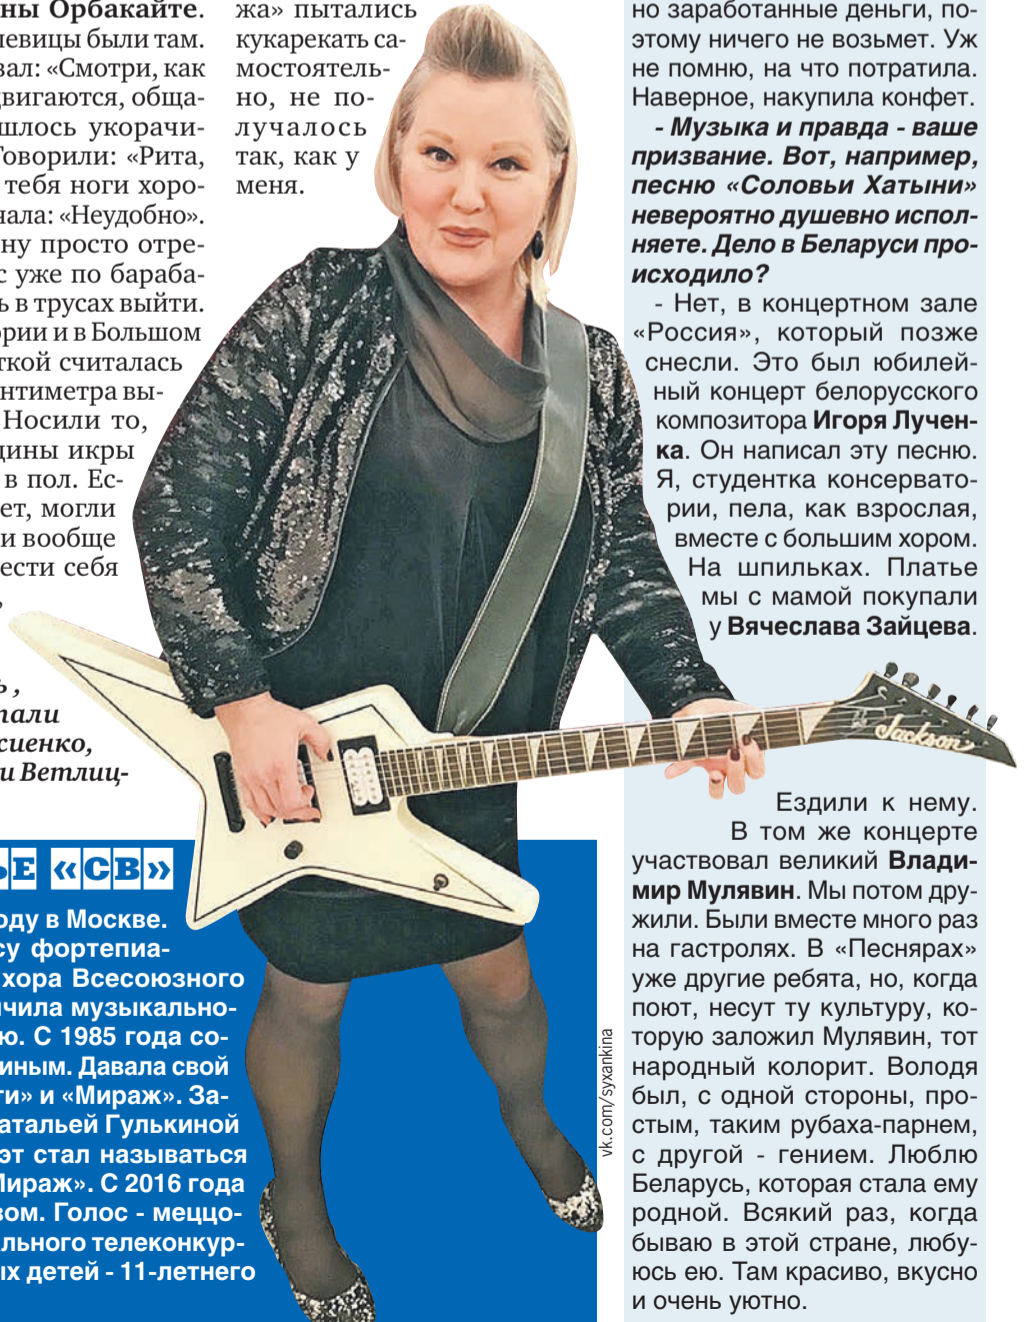 ны Орбакайте.
певицы были там.
вал: «Смотри, как
двигаются, обща-
шлось укорачи-
Говорили: «Рита,
тебя ноги хоро-
чала: «Неудобно».
ну просто отре-
с уже по бараба-
ь в трусах выйти.
ории и в Большом
ткой считалась
нтиметра вы-
Носили то,
щины икры
в пол. Ес-
ет, могли
и вообще
ести себя
ь,
пали
сиенко,
и Ветлиц-
жа» пытались
кукарекать са-
мостоятель-
но, не по-
лучалось
так, как у
меня.
ЬЕ «СВ»
оду в Москве.
су фортепиа-
хора Всесоюзного
чила музыкально-
ю. С 1985 года со-
иным. Давала свой
ги» и «Мираж». За-
атальей Гулькиной
эт стал называться
Мираж». С 2016 года
вом. Голос - меццо-
льного телеконкур-
ых детей - 11-летнего
Jackson
vk.com/syxankina
но заработанные деньги, по-
этому ничего не возьмет. Уж
не помню, на что потратила.
Наверное, накупила конфет.
- Музыка и правда - ваше
призвание. Вот, например,
песню «Соловьи Хатыни»
невероятно душевно испол-
няете. Дело в Беларуси про-
исходило?
- Нет, в концертном зале
«Россия», который позже
снесли. Это был юбилей-
ный концерт белорусского
композитора Игоря Лучен-
ка. Он написал эту песню.
Я, студентка консервато-
рии, пела, как взрослая,
вместе с большим хором.
На шпильках. Платье
мы с мамой покупали
у Вячеслава Зайцева.
Ездили к нему.
В том же концерте
участвовал великий Влади-
мир Мулявин. Мы потом дру-
жили. Были вместе много раз
на гастролях. В «Песнярах»
уже другие ребята, но, когда
поют, несут ту культуру, ко-
торую заложил Мулявин, тот
народный колорит. Володя
был, с одной стороны, про-
стым, таким рубаха-парнем,
с другой - гением. Люблю
Беларусь, которая стала ему
родной. Всякий раз, когда
бываю в этой стране, любу-
юсь ею. Там красиво, вкусно
и очень уютно.